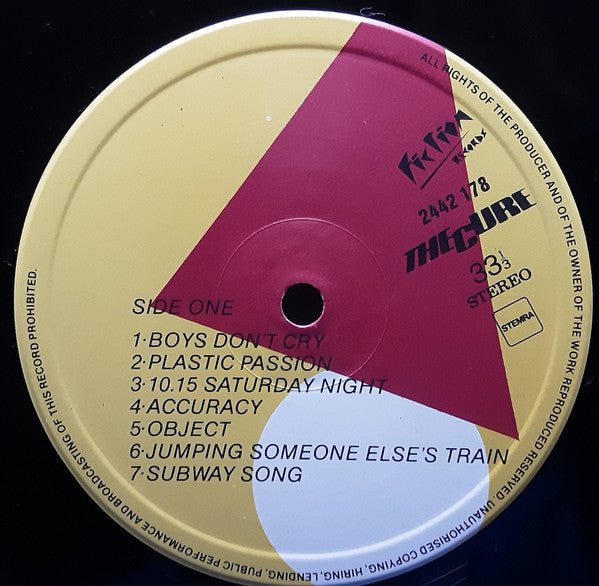 ALL RIGHTS OF THE PRODUCER AND OF THE OWNER OF THE WORK REPRODUCED RESERVED. UNAUTHORISED COPYING, HIRING, LENDING, PUBLIC PERFORMANCE AND BROADCASTING OF THIS RECORD PROHIBITED.
Fiction
RECORDS
2442 178
THE CURE
33 1/3
STEREO
STEMRA
SIDE ONE
1·BOYS DON'T CRY
2·PLASTIC PASSION
3·10.15 SATURDAY NIGHT
4·ACCURACY
5·OBJECT
6·JUMPING SOMEONE ELSE'S TRAIN
7·SUBWAY SONG